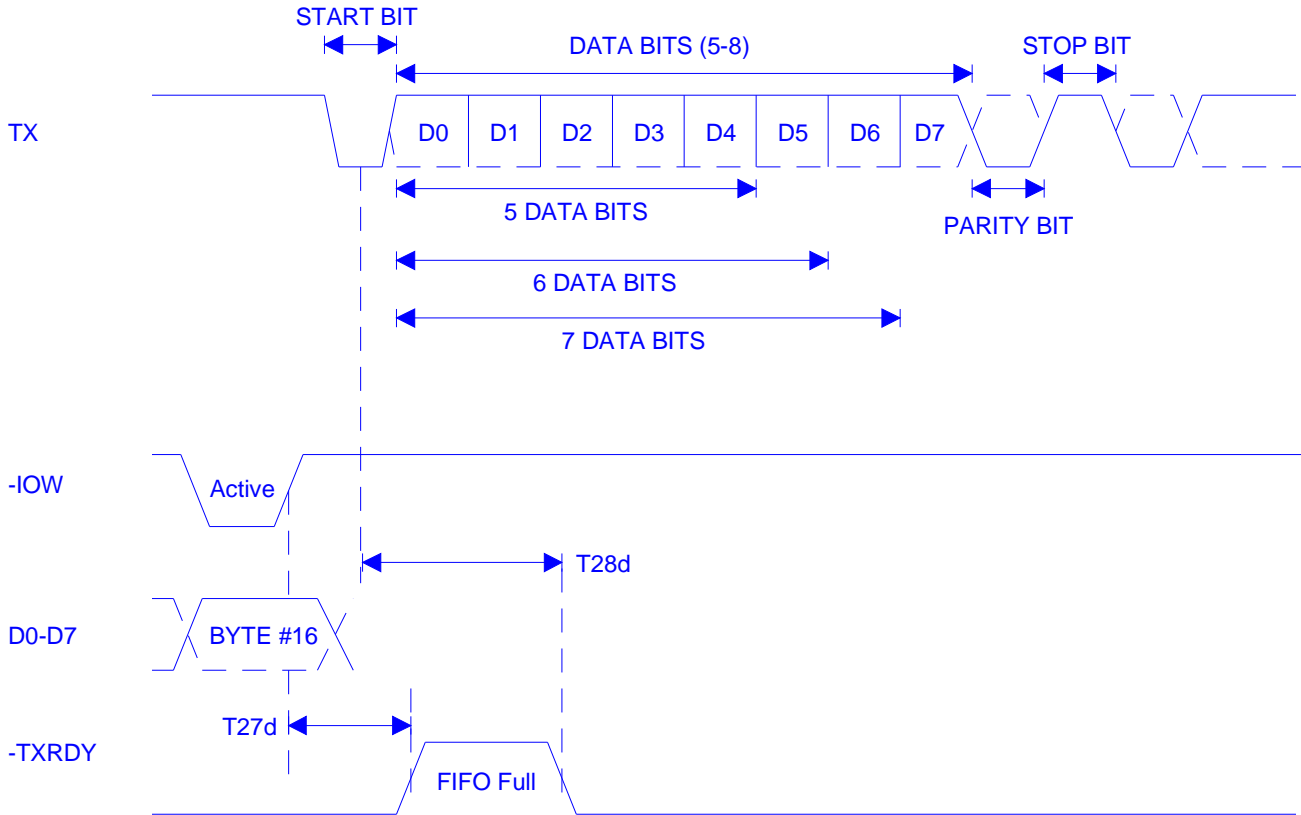 START BIT
DATA BITS (5-8)
STOP BIT
TX
D0 D1 D2 D3 D4 D5 D6 D7
5 DATA BITS
PARITY BIT
6 DATA BITS
7 DATA BITS
-IOW
Active
T28d
D0-D7
BYTE #16
T27d
-TXRDY
FIFO Full